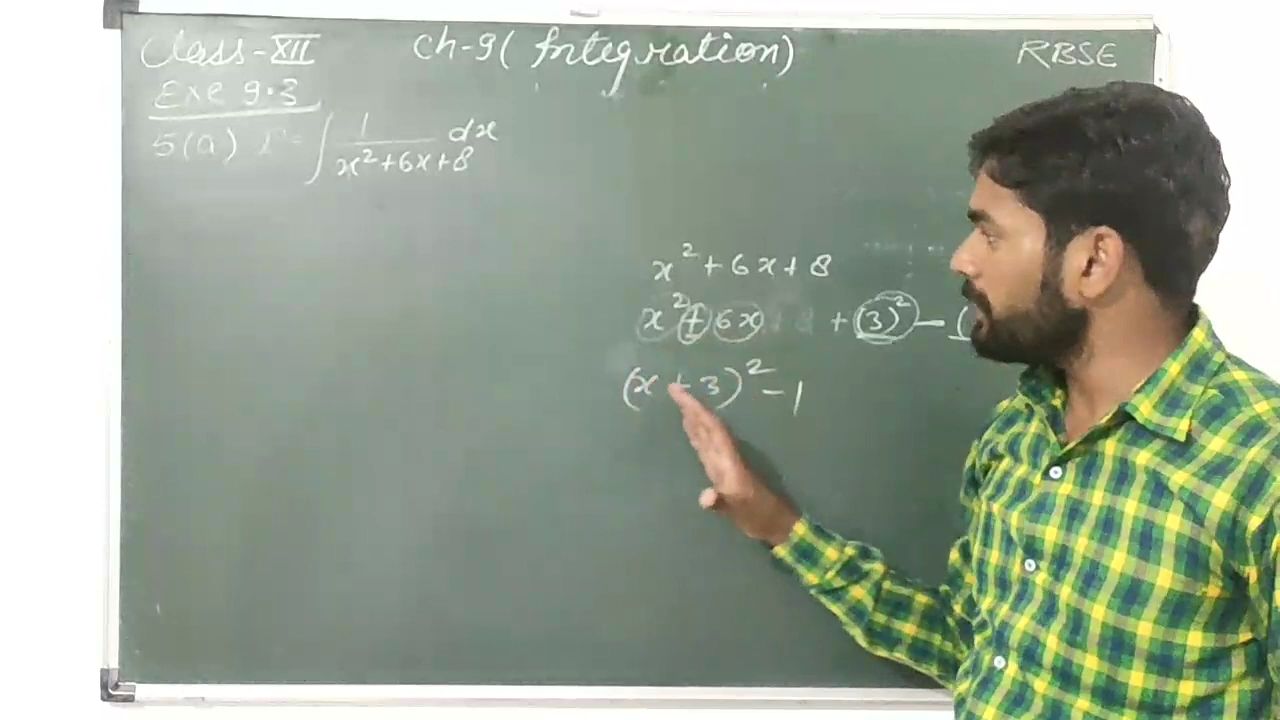 Class-XII Ch-9( Integration) RBSE
Exe 9.3
5(a) I= ∫ 1/(x²+6x+8) dx
x²+6x+8
x²+6x +(3)²-(
(x+3)²-1